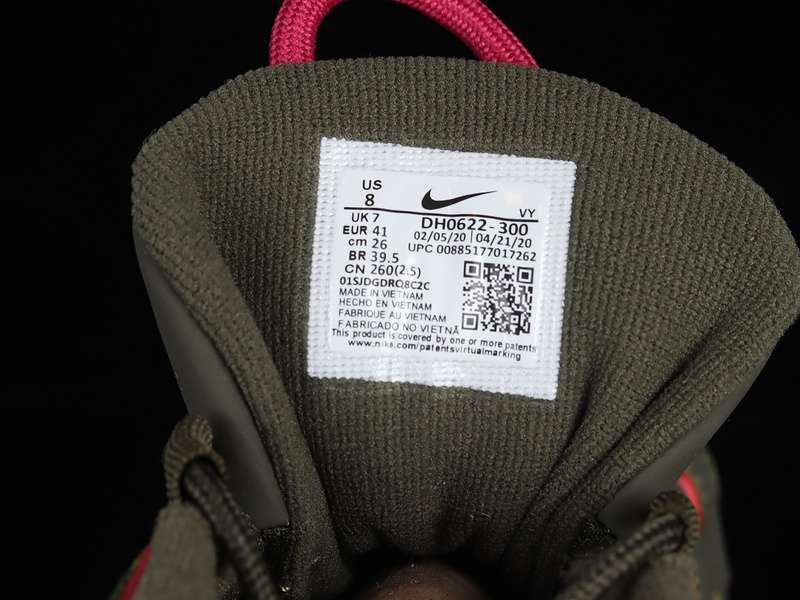 US
8
VY
UK 7
DH0622-300
EUR 41
02/05/20 | 04/21/20
cm 26
UPC 00885177017262
BR 39.5
CN 260(2.5)
01SJDGDRQ8C2C
MADE IN VIETNAM
HECHO EN VIETNAM
FABRIQUE AU VIETNAM
FABRICADO NO VIETNÃ
This product is covered by one or more patents
www.nike.com/patentsvirtualmarking